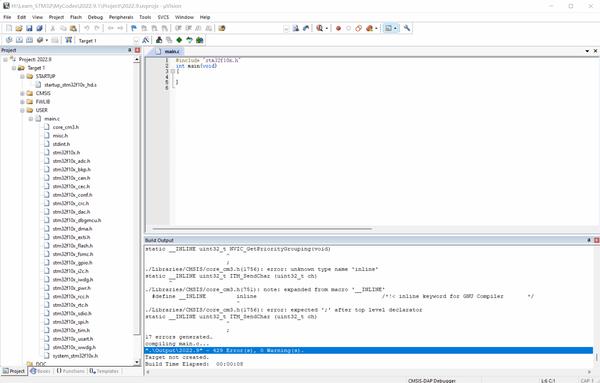 H:\Learn_STM32\MyCodes\2022.9.1\Project\2022.9.uvprojx - µVision
File Edit View Project Flash Debug Peripherals Tools SVCS Window Help
Target 1
Project
Project: 2022.9
Target 1
STARTUP
startup_stm32f10x_hd.s
CMSIS
FWLIB
USER
main.c
core_cm3.h
misc.h
stdint.h
stm32f10x.h
stm32f10x_adc.h
stm32f10x_bkp.h
stm32f10x_can.h
stm32f10x_cec.h
stm32f10x_conf.h
stm32f10x_crc.h
stm32f10x_dac.h
stm32f10x_dbgmcu.h
stm32f10x_dma.h
stm32f10x_exti.h
stm32f10x_flash.h
stm32f10x_fsmc.h
stm32f10x_gpio.h
stm32f10x_i2c.h
stm32f10x_iwdg.h
stm32f10x_pwr.h
stm32f10x_rcc.h
stm32f10x_rtc.h
stm32f10x_sdio.h
stm32f10x_spi.h
stm32f10x_tim.h
stm32f10x_usart.h
stm32f10x_wwdg.h
system_stm32f10x.h
DOC
Project Books {} Functions Templates
main.c
1 #include "stm32f10x.h"
2 int main(void)
3 {
4
5 }
6
Build Output
static __INLINE uint32_t NVIC_GetPriorityGrouping(void)
^
;
./Libraries/CMSIS/core_cm3.h(1756): error: unknown type name 'inline'
static __INLINE uint32_t ITM_SendChar (uint32_t ch)
^
./Libraries/CMSIS/core_cm3.h(751): note: expanded from macro '__INLINE'
#define __INLINE inline /*!< inline keyword for GNU Compiler */
^
./Libraries/CMSIS/core_cm3.h(1756): error: expected ';' after top level declarator
static __INLINE uint32_t ITM_SendChar (uint32_t ch)
^
;
17 errors generated.
compiling main.c...
".\Output\2022.9" - 429 Error(s), 0 Warning(s).
Target not created.
Build Time Elapsed: 00:00:08
CMSIS-DAP Debugger L:6 C:1 CAP